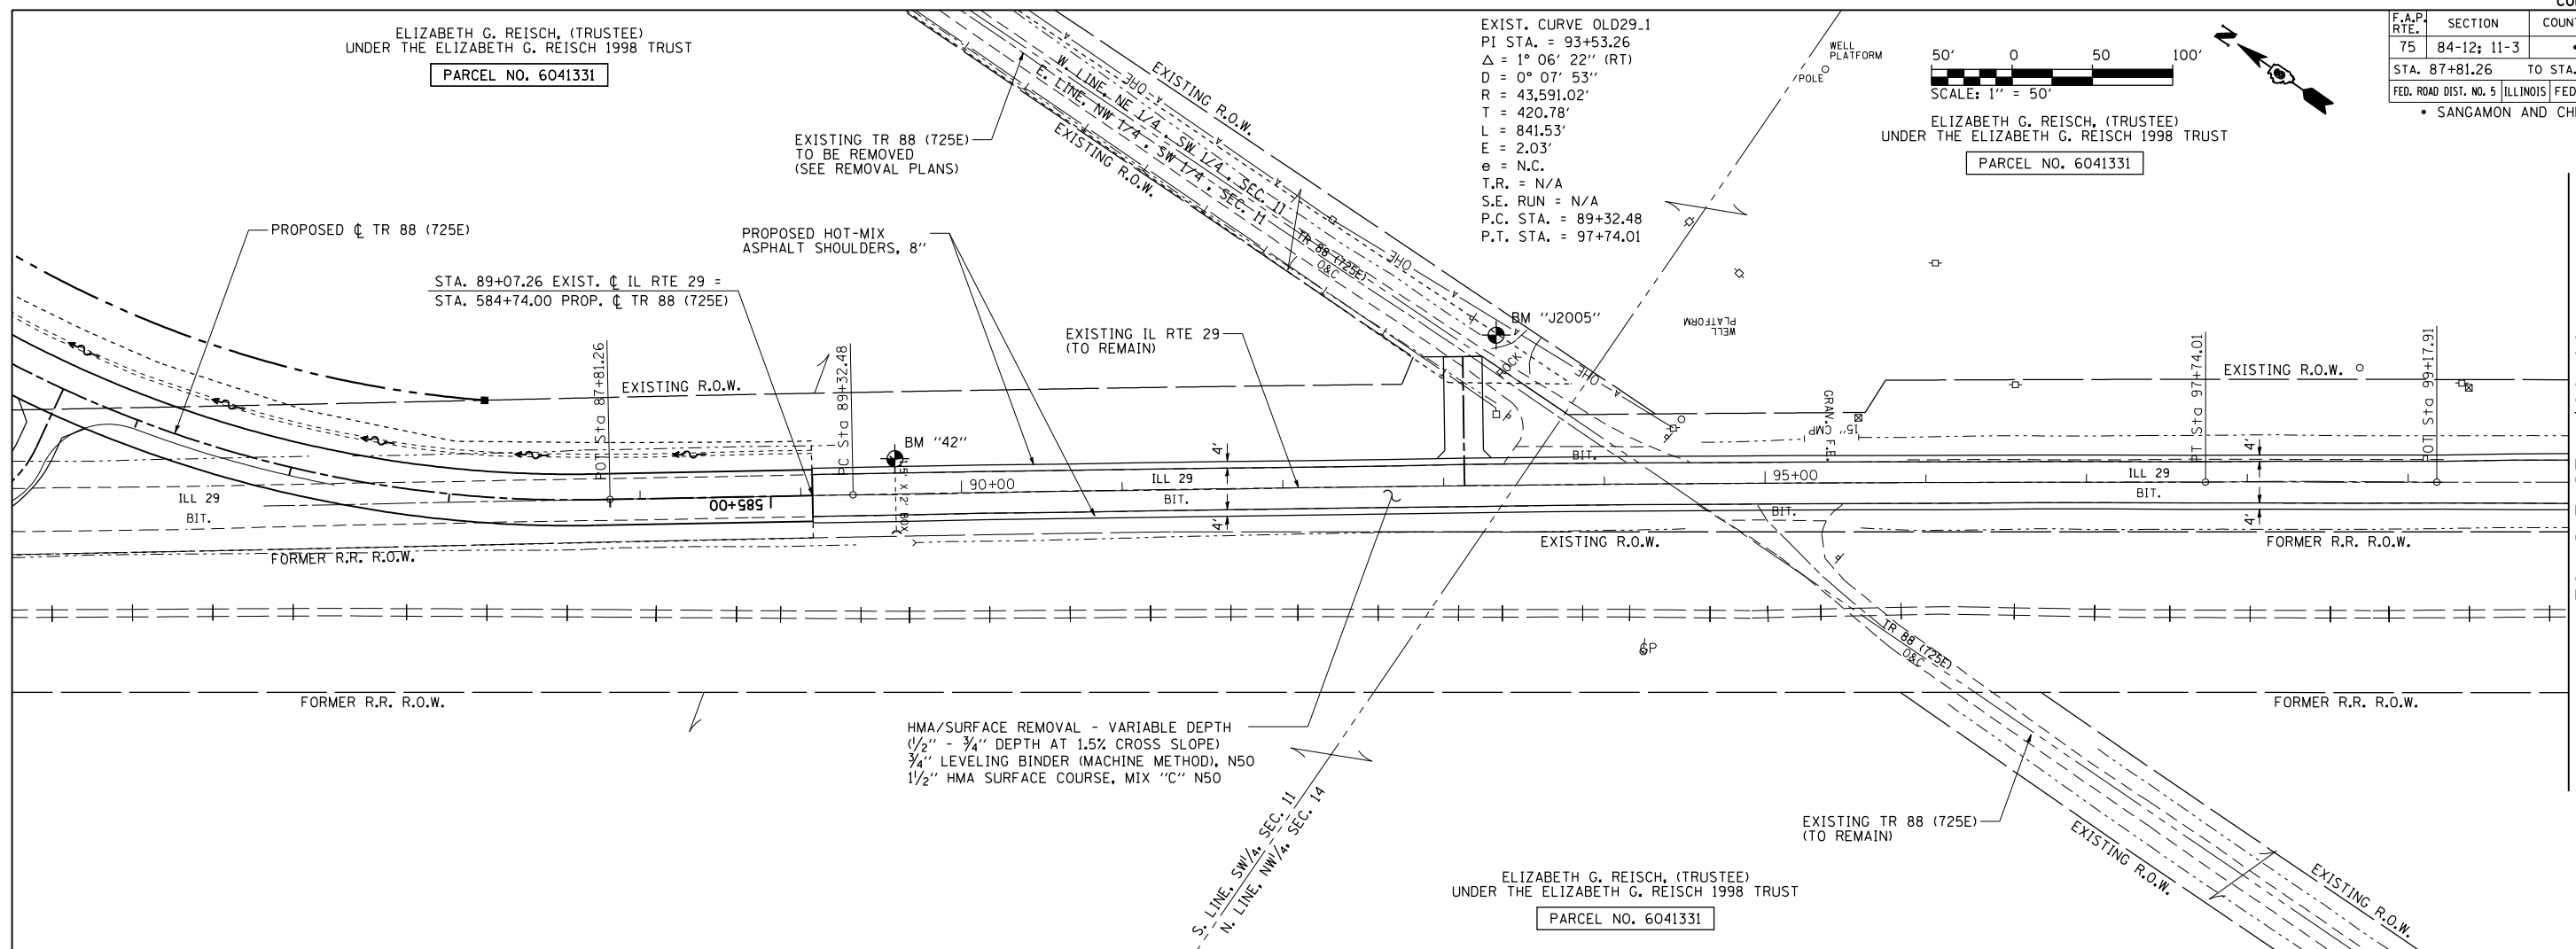 ELIZABETH G. REISCH, (TRUSTEE)
UNDER THE ELIZABETH G. REISCH 1998 TRUST
PARCEL NO. 6041331
EXISTING TR 88 (725E)
TO BE REMOVED
(SEE REMOVAL PLANS)
W. LINE, NE 1/4, SW 1/4, SEC. 11
E. LINE, NW 1/4, SW 1/4, SEC. 11
OHE
EXISTING R.O.W.
EXISTING R.O.W.
TR 88 (725E)
O&C
OHE
EXIST. CURVE OLD29_1
PI STA. = 93+53.26
Δ = 1° 06' 22'' (RT)
D = 0° 07' 53''
R = 43,591.02'
T = 420.78'
L = 841.53'
E = 2.03'
e = N.C.
T.R. = N/A
S.E. RUN = N/A
P.C. STA. = 89+32.48
P.T. STA. = 97+74.01
WELL
PLATFORM
POLE
50' 0 50 100'
SCALE: 1'' = 50'
N
ELIZABETH G. REISCH, (TRUSTEE)
UNDER THE ELIZABETH G. REISCH 1998 TRUST
PARCEL NO. 6041331
F.A.P. RTE. SECTION
75 84-12; 11-3 *
STA. 87+81.26 TO STA.
FED. ROAD DIST. NO. 5 ILLINOIS FED
* SANGAMON AND
PROPOSED ℄ TR 88 (725E)
PROPOSED HOT-MIX
ASPHALT SHOULDERS, 8''
STA. 89+07.26 EXIST. ℄ IL RTE 29 =
STA. 584+74.00 PROP. ℄ TR 88 (725E)
EXISTING IL RTE 29
(TO REMAIN)
BM ''J2005''
ROCK
OHE
WELL
PLATFORM
POT Sta 87+81.26
PC Sta 89+32.48
PT Sta 97+74.01
POT Sta 99+17.91
EXISTING R.O.W.
EXISTING R.O.W.
GRAV. F.E.
15'' CMP
BM ''42''
4'
BIT.
4'
ILL 29
BIT.
585+00
1.5' X 2' BOX
90+00
ILL 29
BIT.
4'
95+00
BIT.
ILL 29
BIT.
4'
FORMER R.R. R.O.W.
EXISTING R.O.W.
FORMER R.R. R.O.W.
TR 88 (725E)
O&C
FORMER R.R. R.O.W.
FORMER R.R. R.O.W.
HMA/SURFACE REMOVAL - VARIABLE DEPTH
(1/2'' - 3/4'' DEPTH AT 1.5% CROSS SLOPE)
3/4'' LEVELING BINDER (MACHINE METHOD), N50
1 1/2'' HMA SURFACE COURSE, MIX ''C'' N50
S. LINE, SW1/4, SEC. 11
N. LINE, NW1/4, SEC. 14
EXISTING TR 88 (725E)
(TO REMAIN)
EXISTING R.O.W.
EXISTING R.O.W.
ELIZABETH G. REISCH, (TRUSTEE)
UNDER THE ELIZABETH G. REISCH 1998 TRUST
PARCEL NO. 6041331